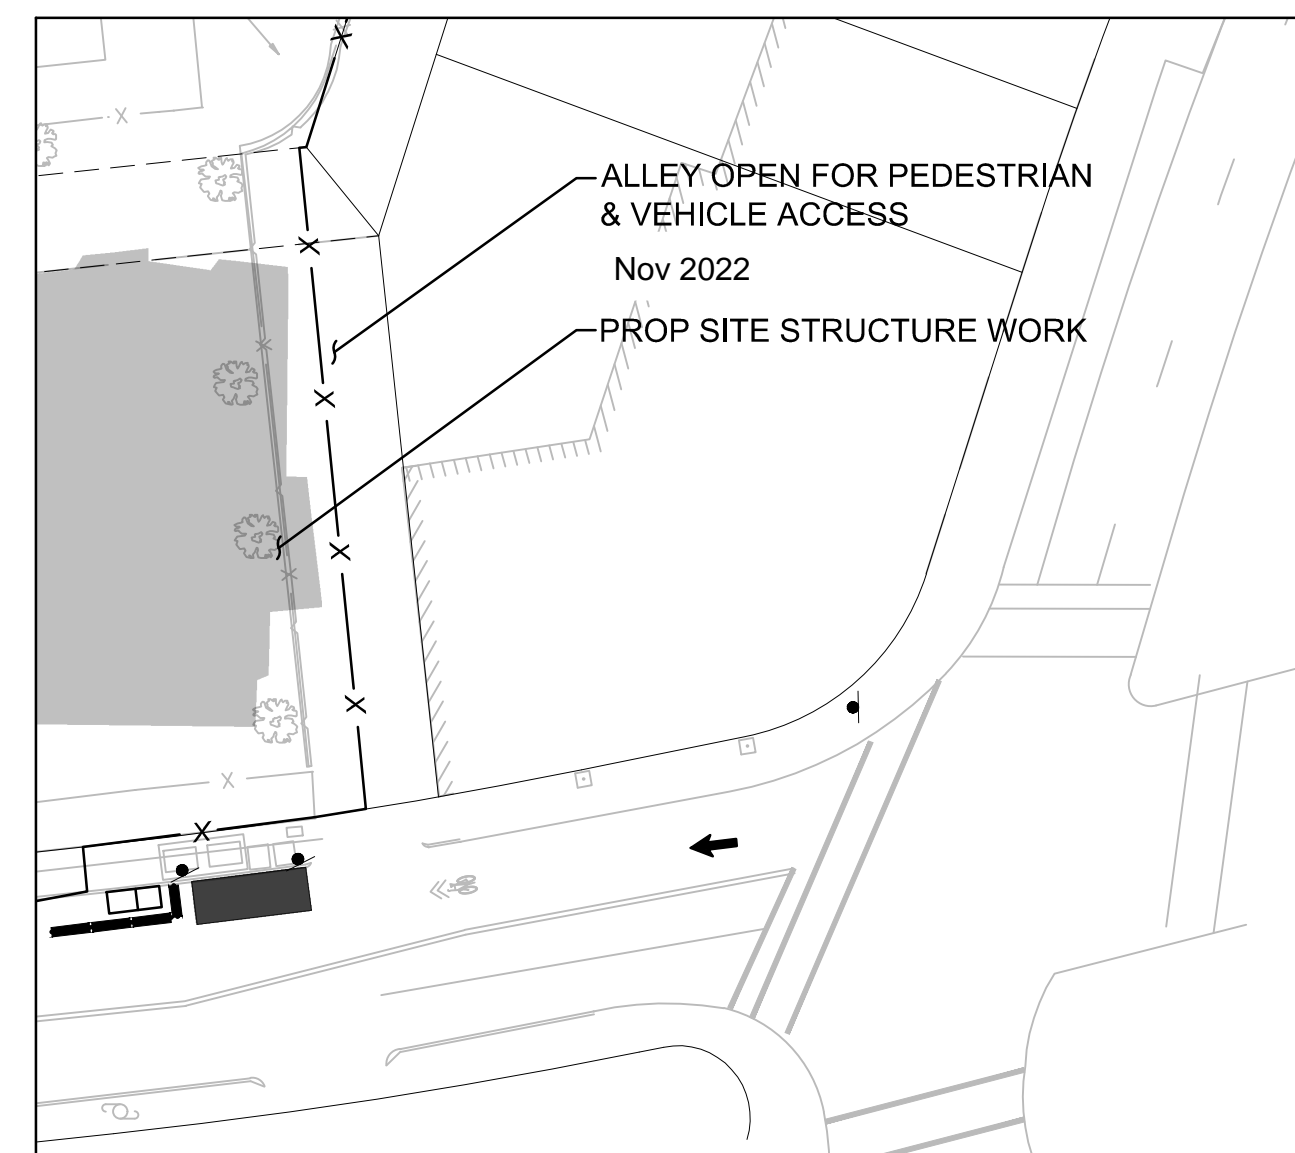 ALLEY OPEN FOR PEDESTRIAN
& VEHICLE ACCESS
Nov 2022
PROP SITE STRUCTURE WORK